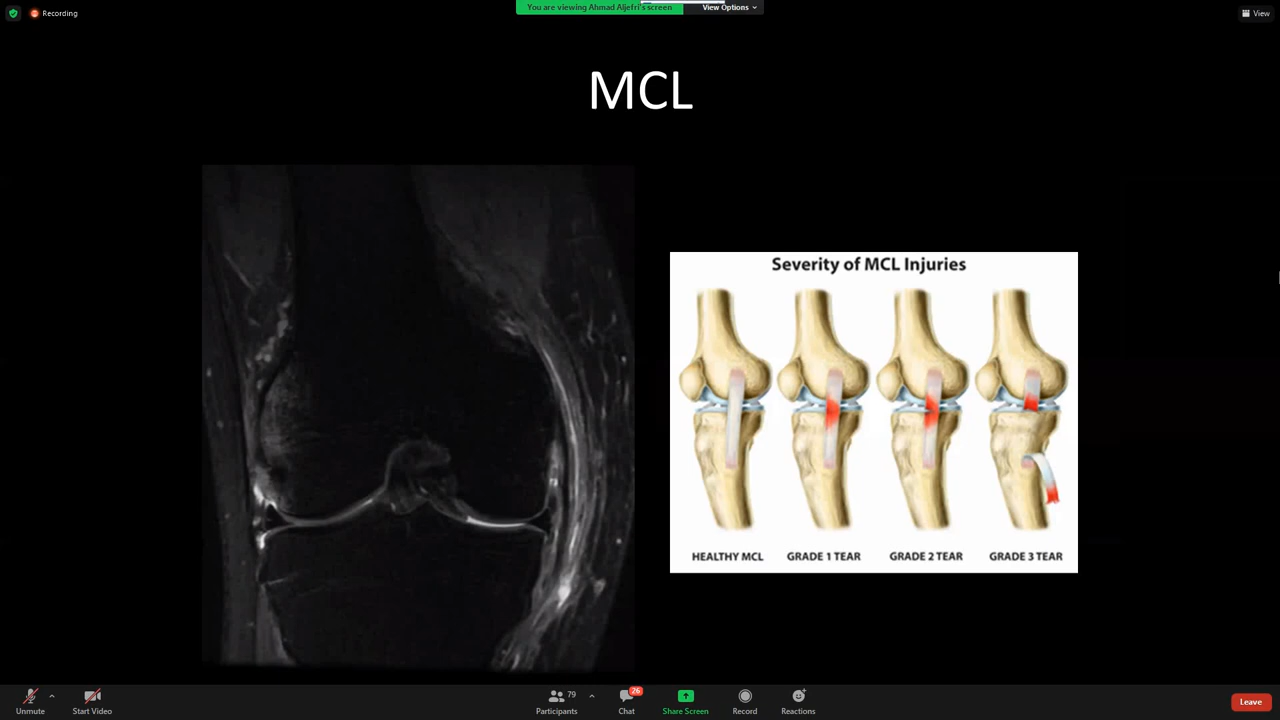 Recording
You are viewing Ahmad Aljefri's screen
View Options
View
MCL
Severity of MCL Injuries
HEALTHY MCL
GRADE 1 TEAR
GRADE 2 TEAR
GRADE 3 TEAR
Unmute
Start Video
79
Participants
26
Chat
Share Screen
Record
Reactions
Leave